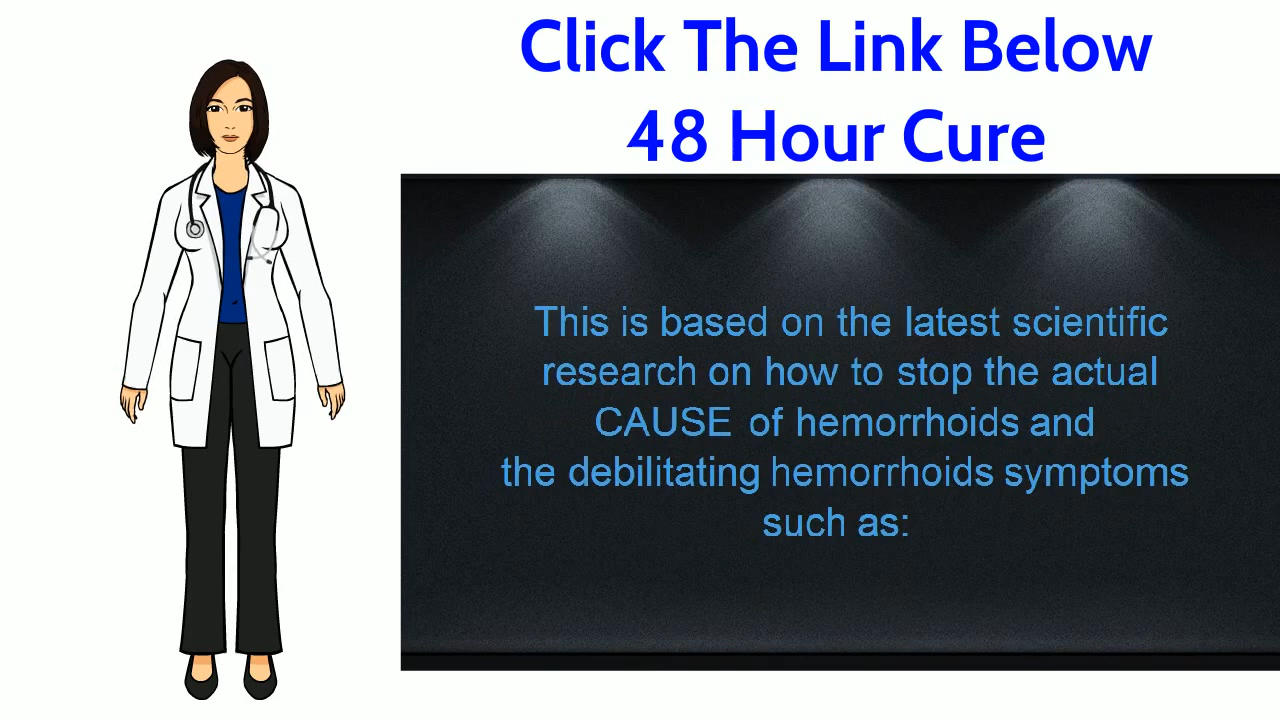 Click The Link Below
48 Hour Cure
This is based on the latest scientific
research on how to stop the actual
CAUSE of hemorrhoids and
the debilitating hemorrhoids symptoms
such as: